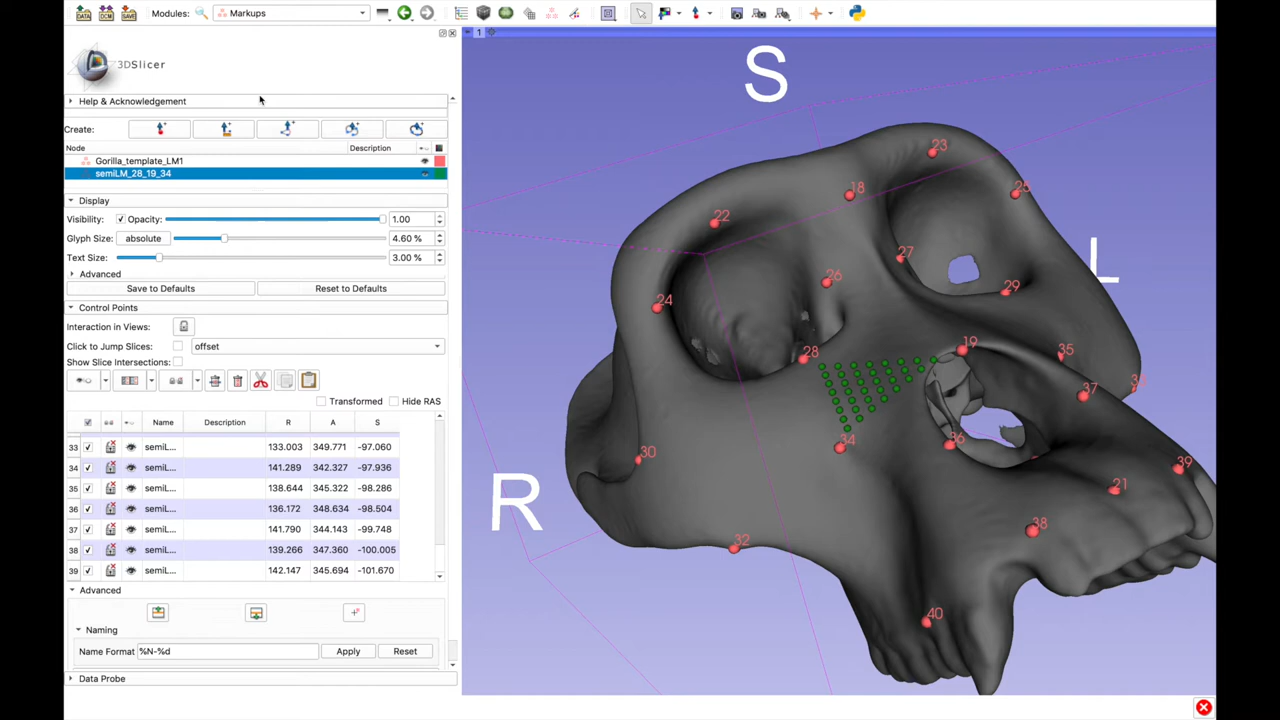 DATA DCM SAVE Modules: Markups
1
3DSlicer
Help & Acknowledgement
Create:
Node Description
Gorilla_template_LM1
semiLM_28_19_34
Display
Visibility: Opacity: 1.00
Glyph Size: absolute 4.60 %
Text Size: 3.00 %
Advanced
Save to Defaults Reset to Defaults
Control Points
Interaction in Views:
Click to Jump Slices: offset
Show Slice Intersections:
Transformed Hide RAS
Name Description R A S
33 semiL... 133.003 349.771 -97.060
34 semiL... 141.289 342.327 -97.936
35 semiL... 138.644 345.322 -98.286
36 semiL... 136.172 348.634 -98.504
37 semiL... 141.790 344.143 -99.748
38 semiL... 139.266 347.360 -100.005
39 semiL... 142.147 345.694 -101.670
Advanced
Naming
Name Format %N-%d Apply Reset
Data Probe
S
23
18
25
22
27
26
L
29
24
19
28
35
37
34
36
30
39
R
21
38
32
40